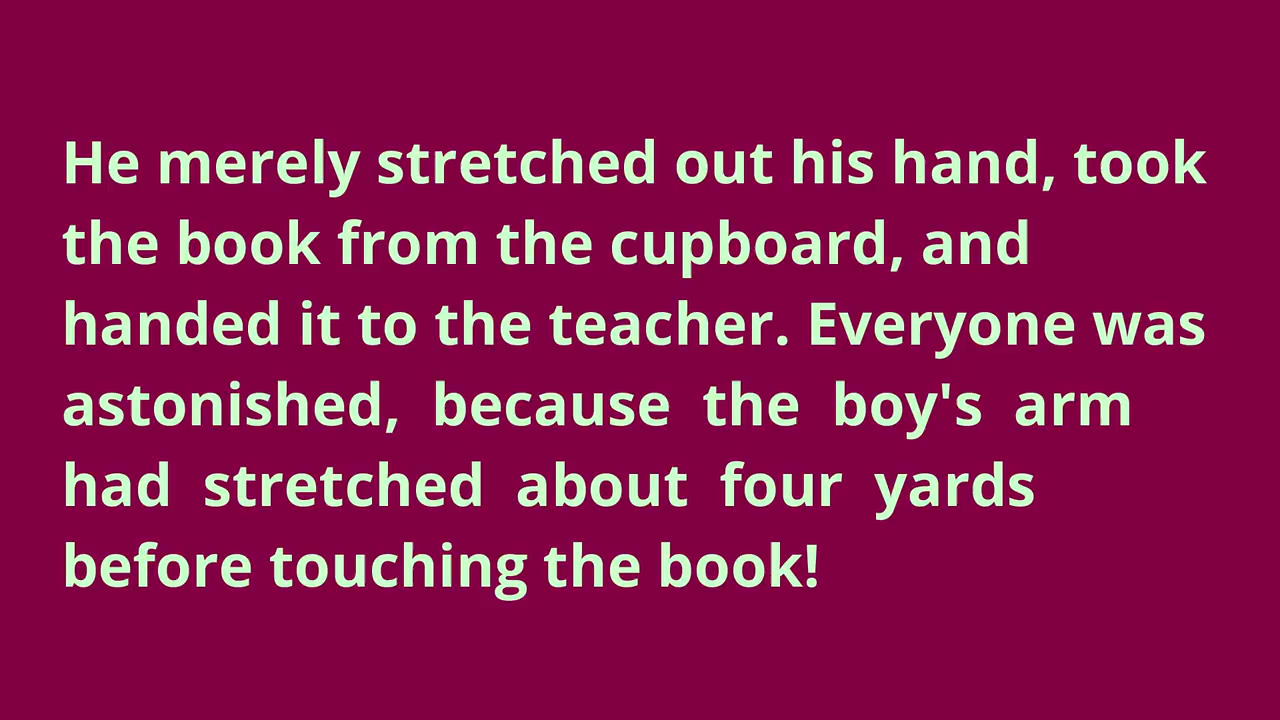 He merely stretched out his hand, took
the book from the cupboard, and
handed it to the teacher. Everyone was
astonished, because the boy's arm
had stretched about four yards
before touching the book!